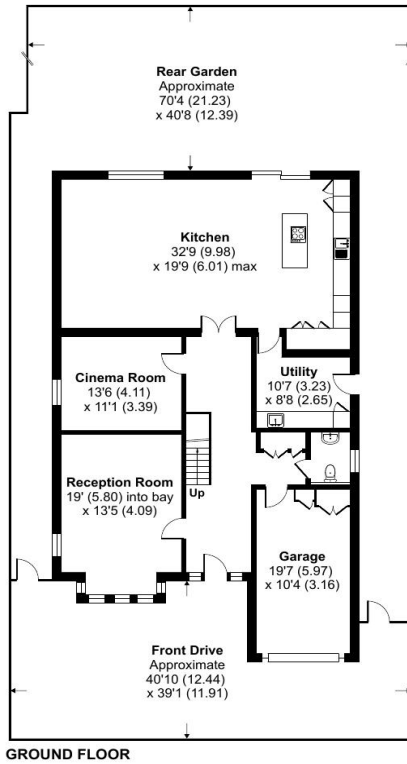 Rear Garden
Approximate
70'4 (21.23)
x 40'8 (12.39)
Kitchen
32'9 (9.98)
x 19'9 (6.01) max
Cinema Room
13'6 (4.11)
x 11'1 (3.39)
Utility
10'7 (3.23)
x 8'8 (2.65)
Reception Room
19' (5.80) into bay
x 13'5 (4.09)
Up
Garage
19'7 (5.97)
x 10'4 (3.16)
Front Drive
Approximate
40'10 (12.44)
x 39'1 (11.91)
GROUND FLOOR